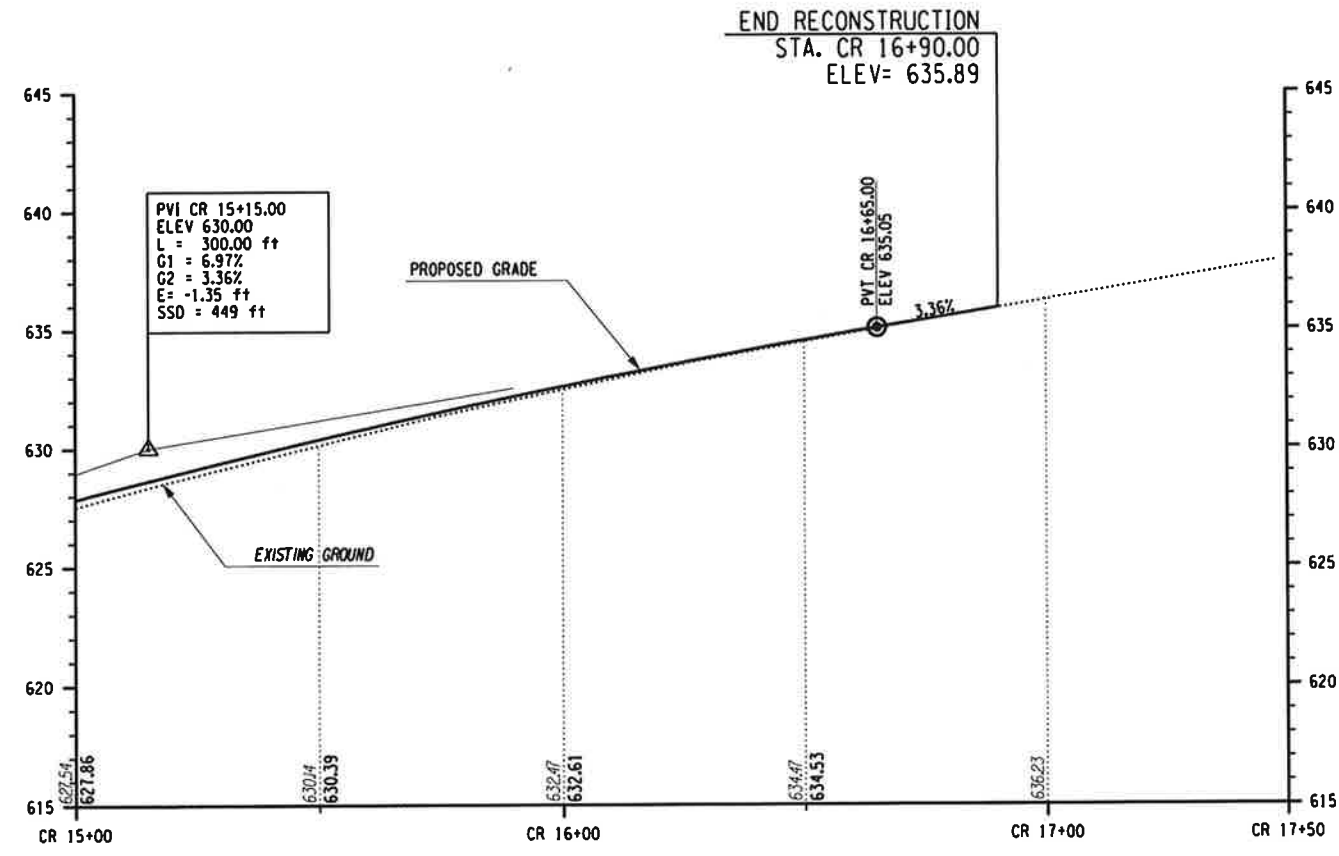 END RECONSTRUCTION
STA. CR 16+90.00
ELEV= 635.89
645
645
640
640
635
635
630
630
625
625
620
620
615
615
PVI CR 15+15.00
ELEV 630.00
L = 300.00 ft
G1 = 6.97%
G2 = 3.36%
E= -1.35 ft
SSD = 449 ft
PROPOSED GRADE
PVT CR 16+65.00
ELEV 635.05
3.36%
EXISTING GROUND
627.54
627.86
630.14
630.39
632.47
632.61
634.47
634.53
636.23
CR 15+00
CR 16+00
CR 17+00
CR 17+50